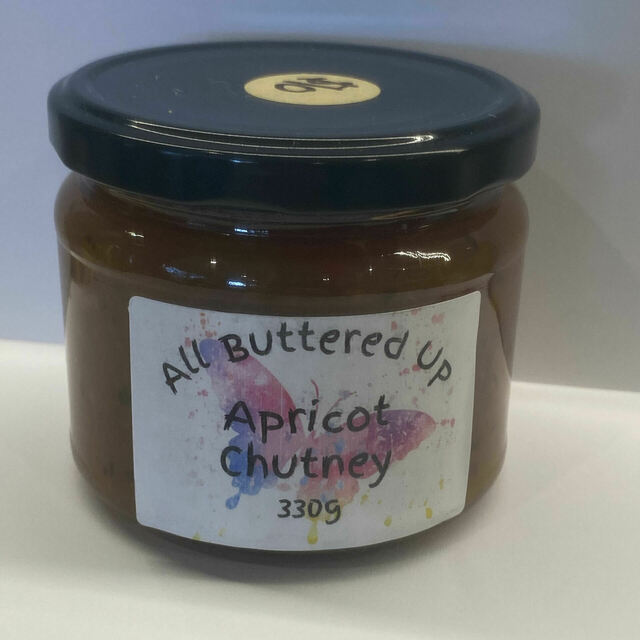 All Buttered Up
Apricot
Chutney
330g